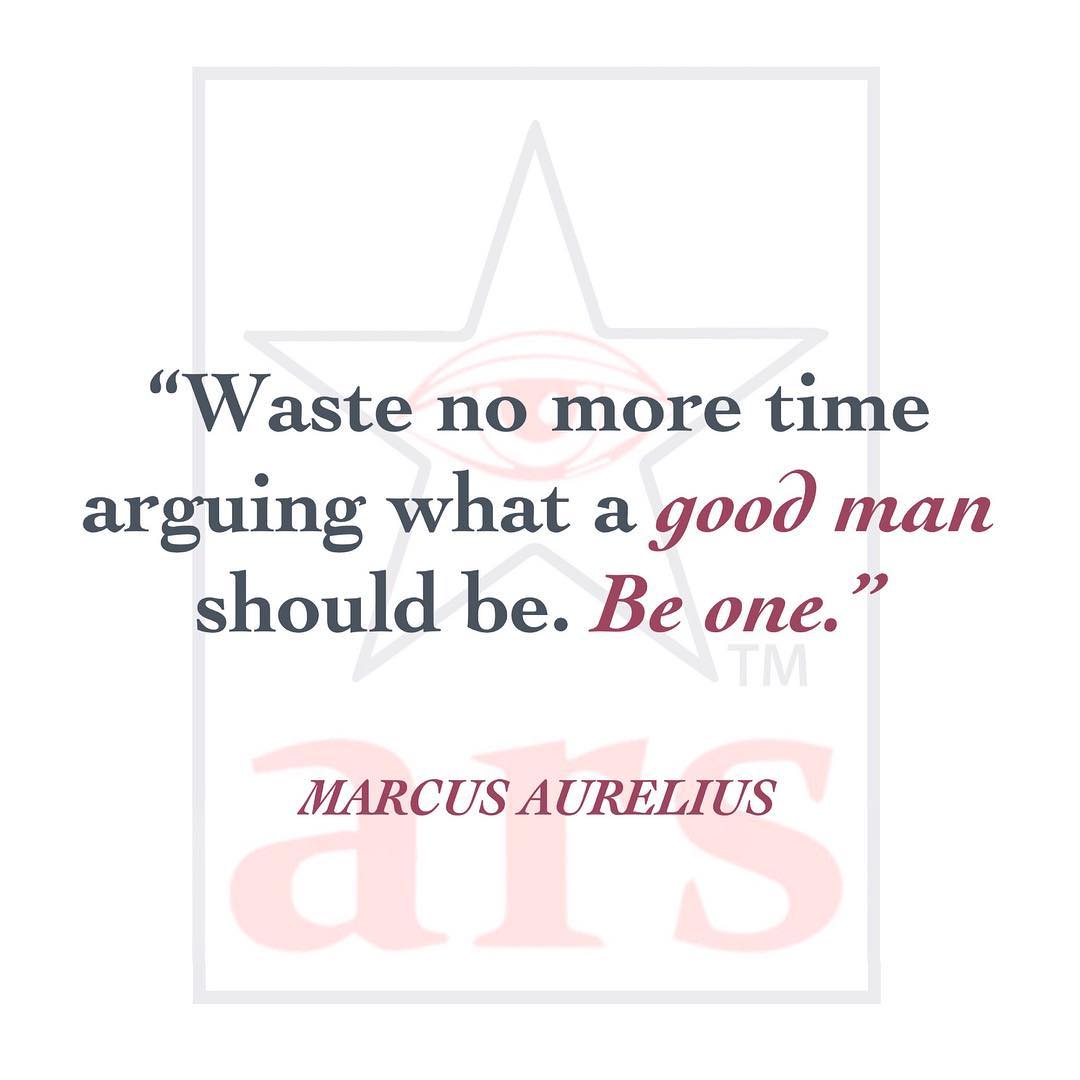 “Waste no more time
arguing what a good man
should be. Be one.”
TM
MARCUS AURELIUS
ars